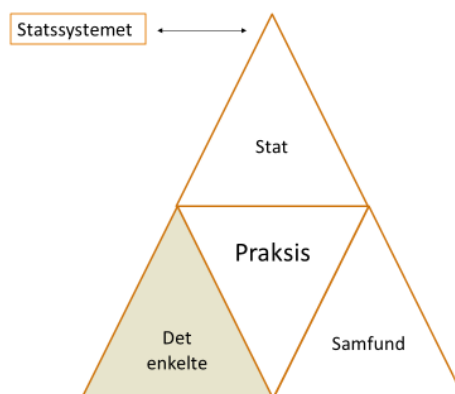 Statssystemet
Stat
Praksis
Det
enkelte
Samfund